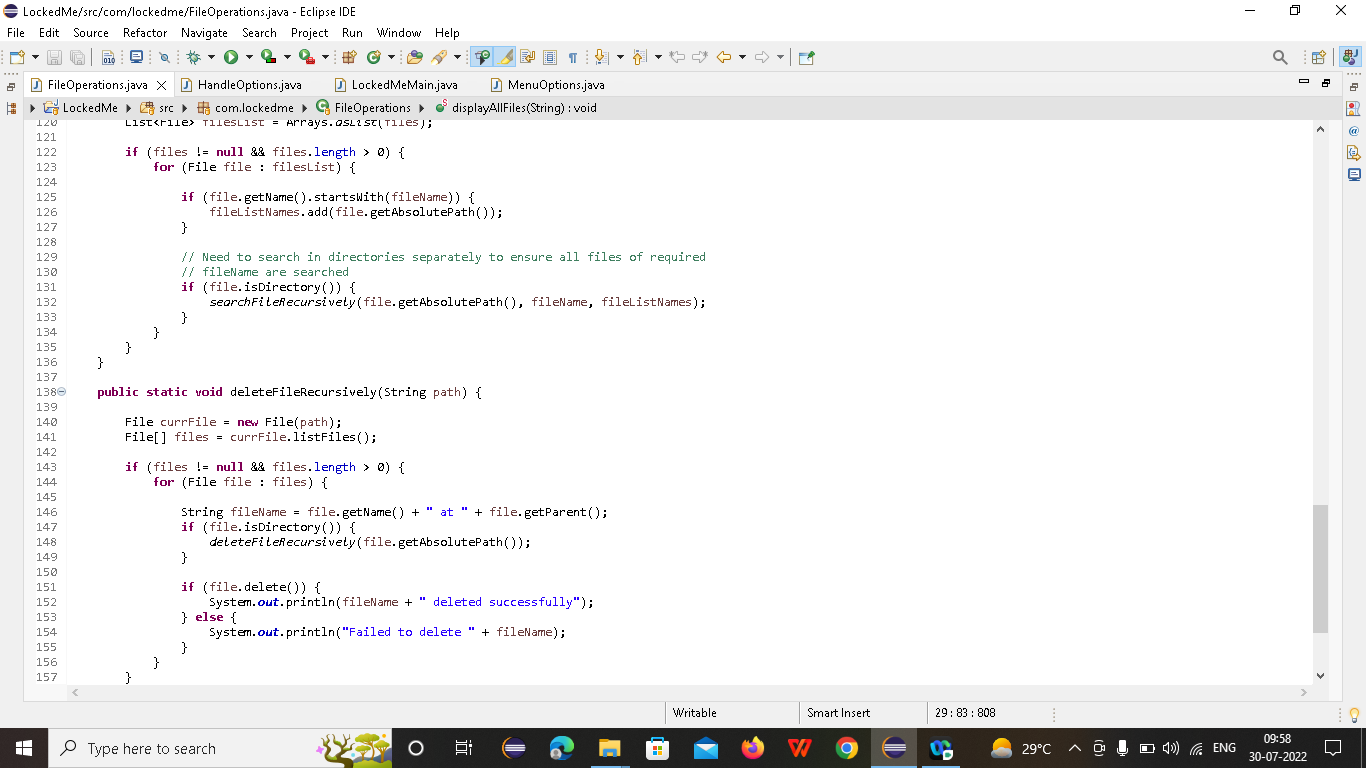 LockedMe/src/com/lockedme/FileOperations.java - Eclipse IDE
File Edit Source Refactor Navigate Search Project Run Window Help
FileOperations.java HandleOptions.java LockedMeMain.java MenuOptions.java
LockedMe src com.lockedme FileOperations displayAllFiles(String) : void
120 List<File> filesList = Arrays.asList(files);
121
122 if (files != null && files.length > 0) {
123 for (File file : filesList) {
124
125 if (file.getName().startsWith(fileName)) {
126 fileListNames.add(file.getAbsolutePath());
127 }
128
129 // Need to search in directories separately to ensure all files of required
130 // fileName are searched
131 if (file.isDirectory()) {
132 searchFileRecursively(file.getAbsolutePath(), fileName, fileListNames);
133 }
134 }
135 }
136 }
137
138 public static void deleteFileRecursively(String path) {
139
140 File currFile = new File(path);
141 File[] files = currFile.listFiles();
142
143 if (files != null && files.length > 0) {
144 for (File file : files) {
145
146 String fileName = file.getName() + " at " + file.getParent();
147 if (file.isDirectory()) {
148 deleteFileRecursively(file.getAbsolutePath());
149 }
150
151 if (file.delete()) {
152 System.out.println(fileName + " deleted successfully");
153 } else {
154 System.out.println("Failed to delete " + fileName);
155 }
156 }
157 }
Writable Smart Insert 29 : 83 : 808
Type here to search 29°C ENG 09:58
30-07-2022